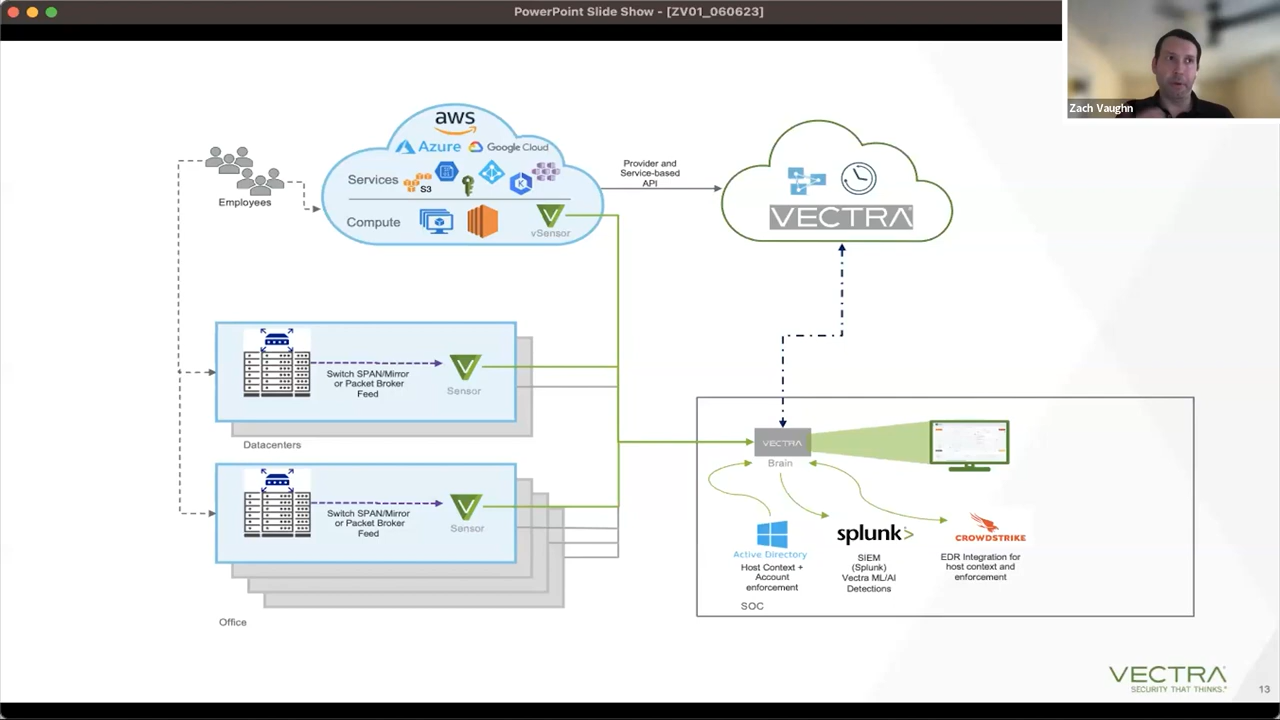 PowerPoint Slide Show - [ZV01_060623]
Zach Vaughn
aws
Azure
Google Cloud
Employees
Services
S3
K
Compute
vSensor
Provider and
Service-based
API
VECTRA
Switch SPAN/Mirror
or Packet Broker
Feed
Sensor
Datacenters
Switch SPAN/Mirror
or Packet Broker
Feed
Sensor
Office
VECTRA
Brain
Active Directory
Host Context +
Account
enforcement
splunk>
SIEM
(Splunk)
Vectra ML/AI
Detections
CROWDSTRIKE
EDR Integration for
host context and
enforcement
SOC
VECTRA
SECURITY THAT THINKS.®
13